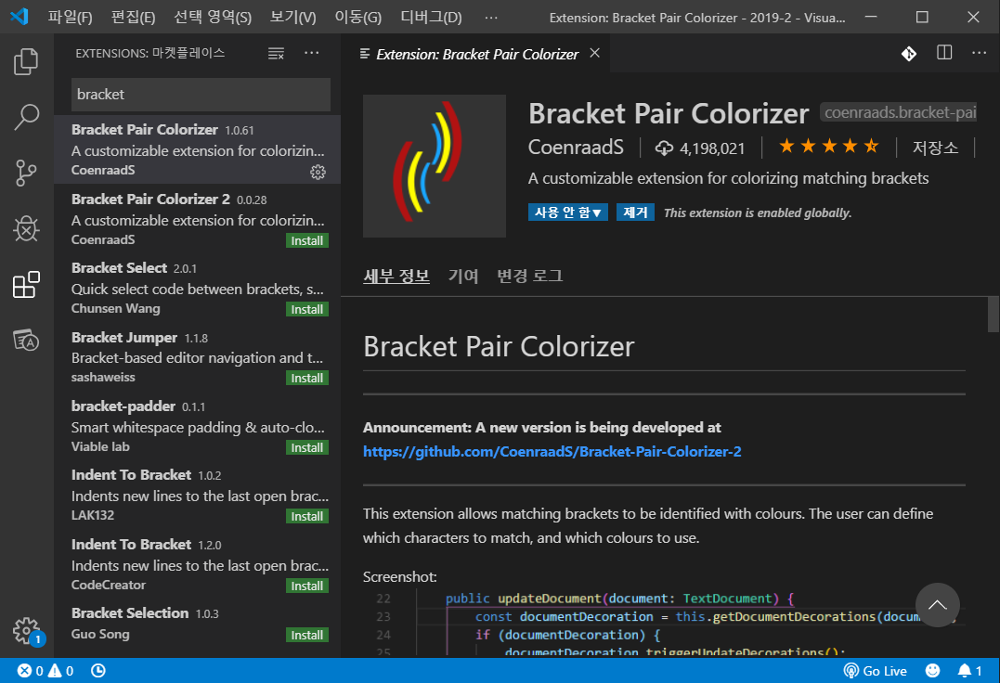 파일(F) 편집(E) 선택 영역(S) 보기(V) 이동(G) 디버그(D) ··· Extension: Bracket Pair Colorizer - 2019-2 - Visua...
EXTENSIONS: 마켓플레이스
bracket
Bracket Pair Colorizer 1.0.61
A customizable extension for colorizin...
CoenraadS
Bracket Pair Colorizer 2 0.0.28
A customizable extension for colorizin...
CoenraadS Install
Bracket Select 2.0.1
Quick select code between brackets, s...
Chunsen Wang Install
Bracket Jumper 1.1.8
Bracket-based editor navigation and t...
sashaweiss Install
bracket-padder 0.1.1
Smart whitespace padding & auto-clo...
Viable lab Install
Indent To Bracket 1.0.2
Indents new lines to the last open brac...
LAK132 Install
Indent To Bracket 1.2.0
Indents new lines to the last open brac...
CodeCreator Install
Bracket Selection 1.0.3
Guo Song Install
1
Extension: Bracket Pair Colorizer
Bracket Pair Colorizer coenraads.bracket-pai
CoenraadS 4,198,021 저장소
A customizable extension for colorizing matching brackets
사용 안 함▼ 제거 This extension is enabled globally.
세부 정보 기여 변경 로그
Bracket Pair Colorizer
Announcement: A new version is being developed at
https://github.com/CoenraadS/Bracket-Pair-Colorizer-2
This extension allows matching brackets to be identified with colours. The user can define
which characters to match, and which colours to use.
Screenshot:
22 public updateDocument(document: TextDocument) {
23 const documentDecoration = this.getDocumentDecorations(docum
24 if (documentDecoration) {
25 documentDecoration.triggerUpdateDecorations();
0 0 Go Live 1